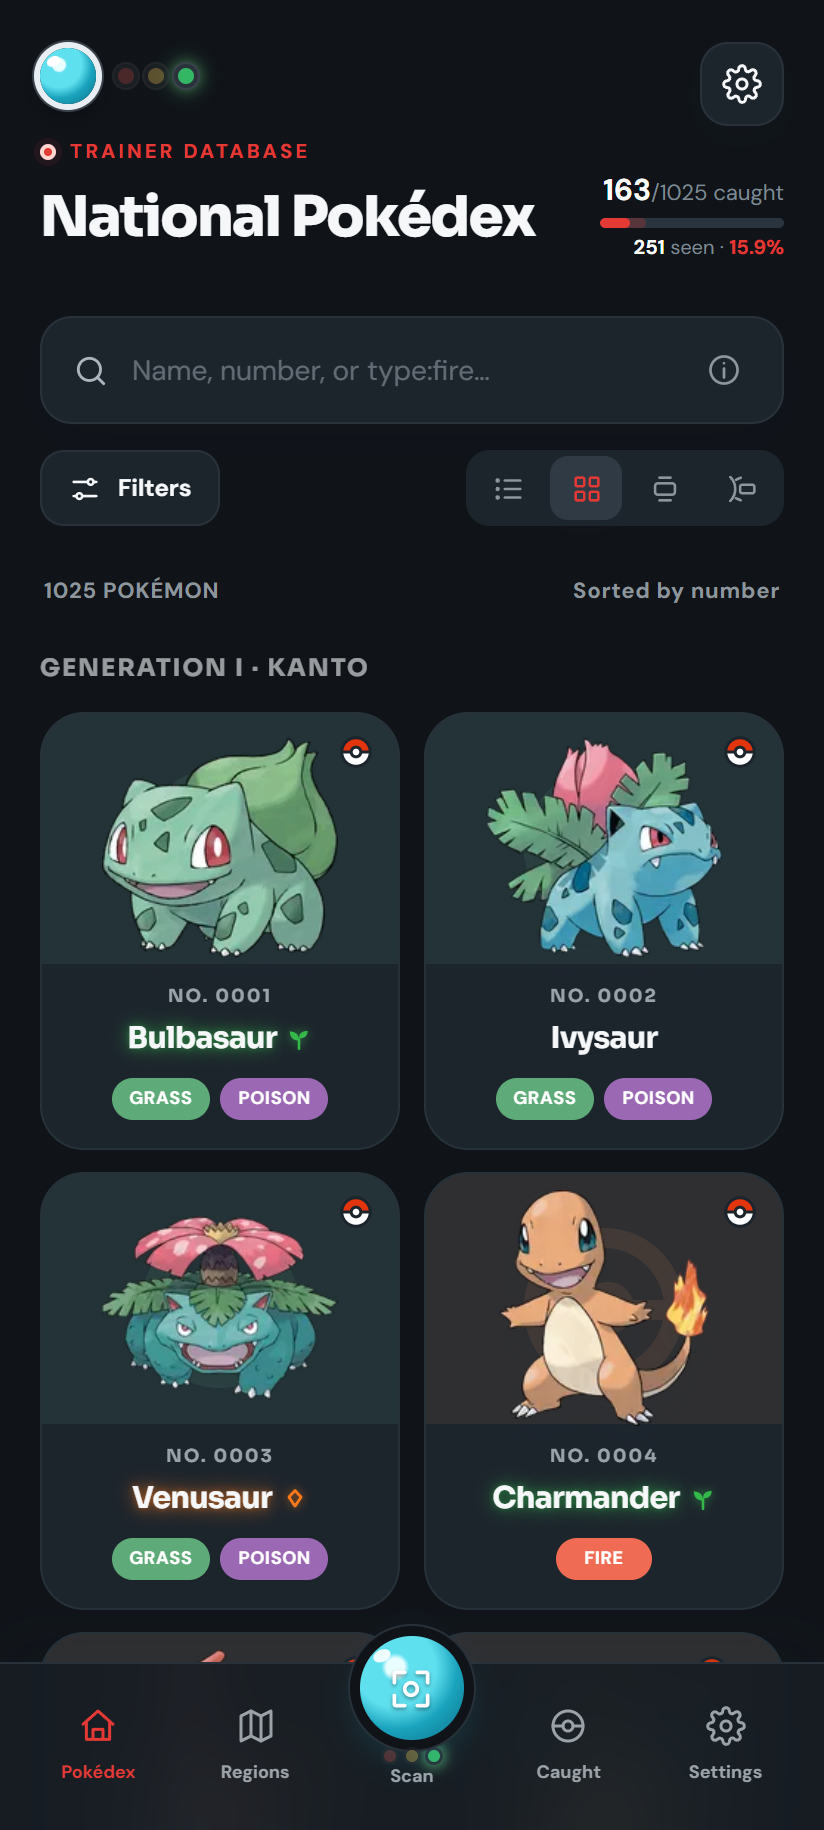 TRAINER DATABASE
National Pokédex
163/1025 caught
251 seen · 15.9%
Name, number, or type:fire...
Filters
1025 POKÉMON
Sorted by number
GENERATION I · KANTO
NO. 0001
Bulbasaur
GRASS POISON
NO. 0002
Ivysaur
GRASS POISON
NO. 0003
Venusaur
GRASS POISON
NO. 0004
Charmander
FIRE
Pokédex
Regions
Scan
Caught
Settings